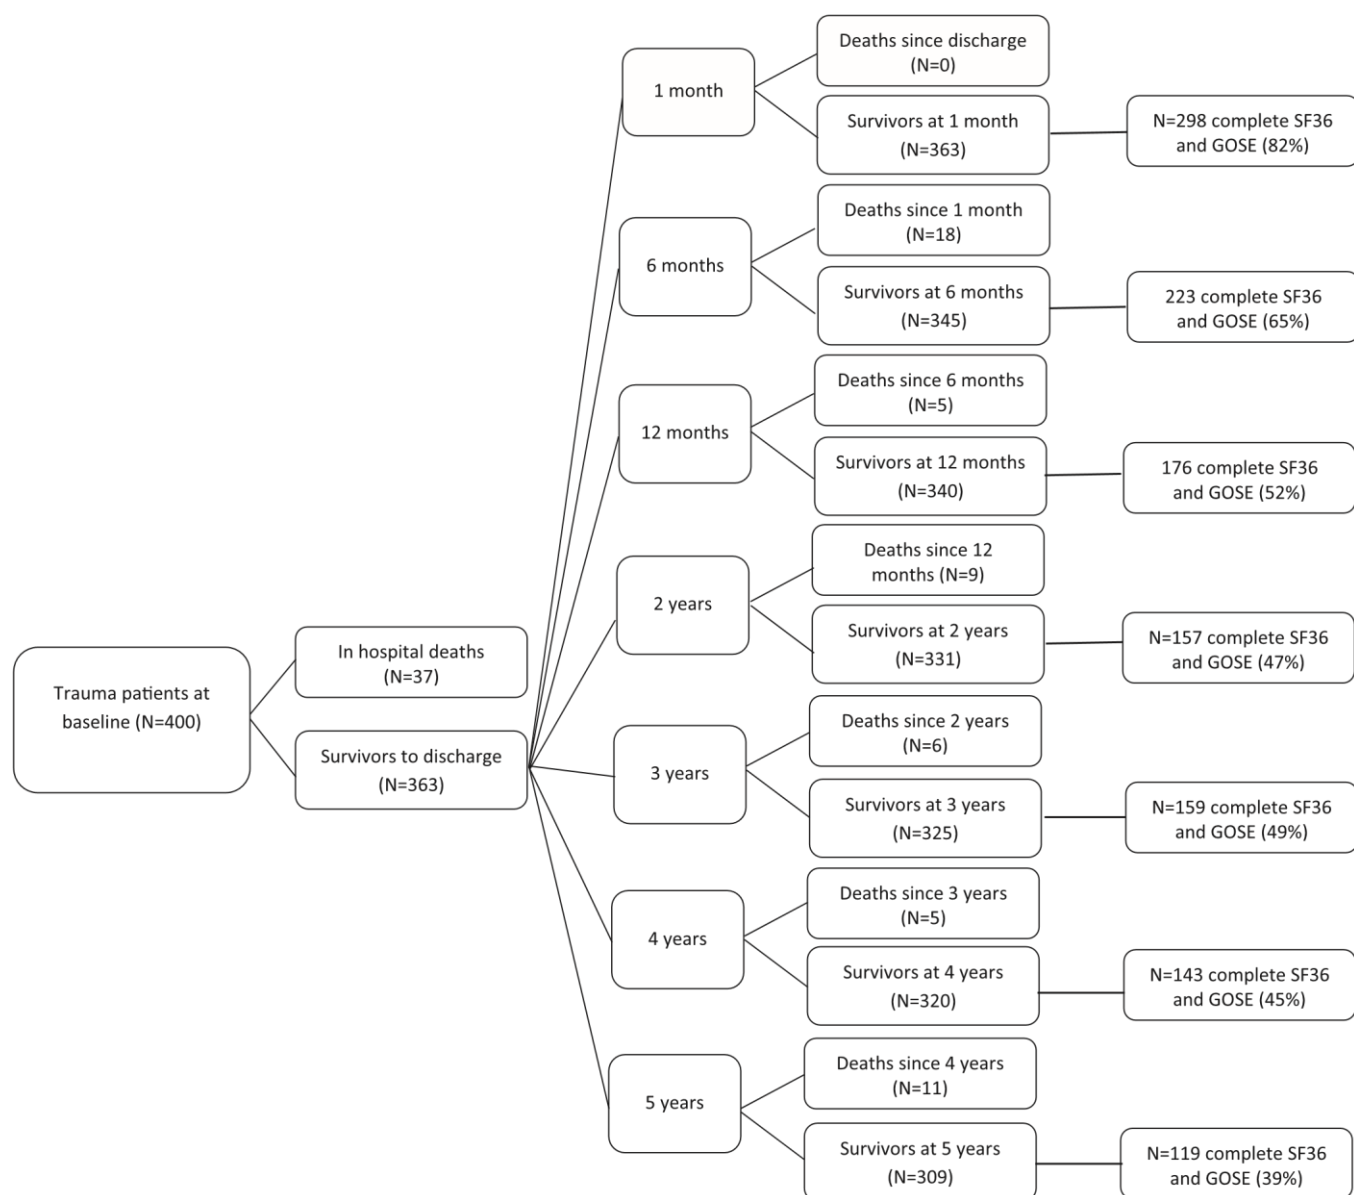 Trauma patients at
baseline (N=400)
In hospital deaths
(N=37)
Survivors to discharge
(N=363)
1 month
Deaths since discharge
(N=0)
Survivors at 1 month
(N=363)
N=298 complete SF36
and GOSE (82%)
6 months
Deaths since 1 month
(N=18)
Survivors at 6 months
(N=345)
223 complete SF36
and GOSE (65%)
12 months
Deaths since 6 months
(N=5)
Survivors at 12 months
(N=340)
176 complete SF36
and GOSE (52%)
2 years
Deaths since 12
months (N=9)
Survivors at 2 years
(N=331)
N=157 complete SF36
and GOSE (47%)
3 years
Deaths since 2 years
(N=6)
Survivors at 3 years
(N=325)
N=159 complete SF36
and GOSE (49%)
4 years
Deaths since 3 years
(N=5)
Survivors at 4 years
(N=320)
N=143 complete SF36
and GOSE (45%)
5 years
Deaths since 4 years
(N=11)
Survivors at 5 years
(N=309)
N=119 complete SF36
and GOSE (39%)